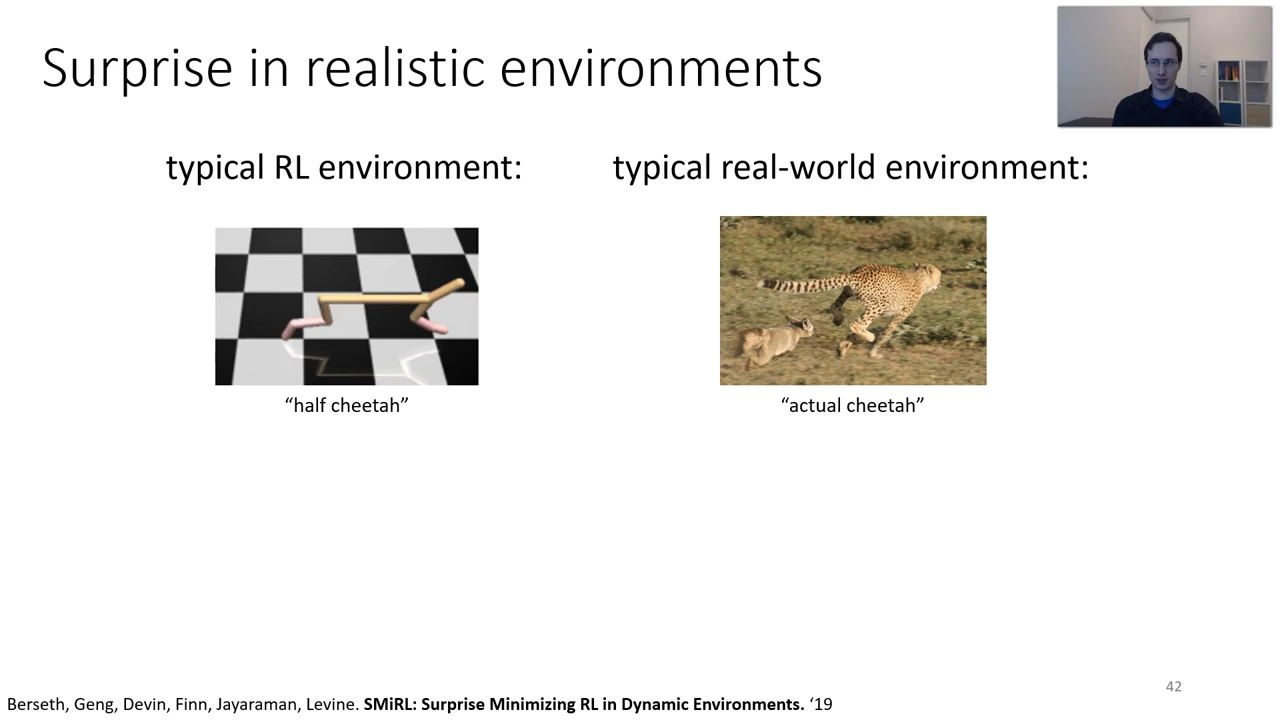 Surprise in realistic environments
typical RL environment:
typical real-world environment:
“half cheetah”
“actual cheetah”
42
Berseth, Geng, Devin, Finn, Jayaraman, Levine. SMiRL: Surprise Minimizing RL in Dynamic Environments. ‘19